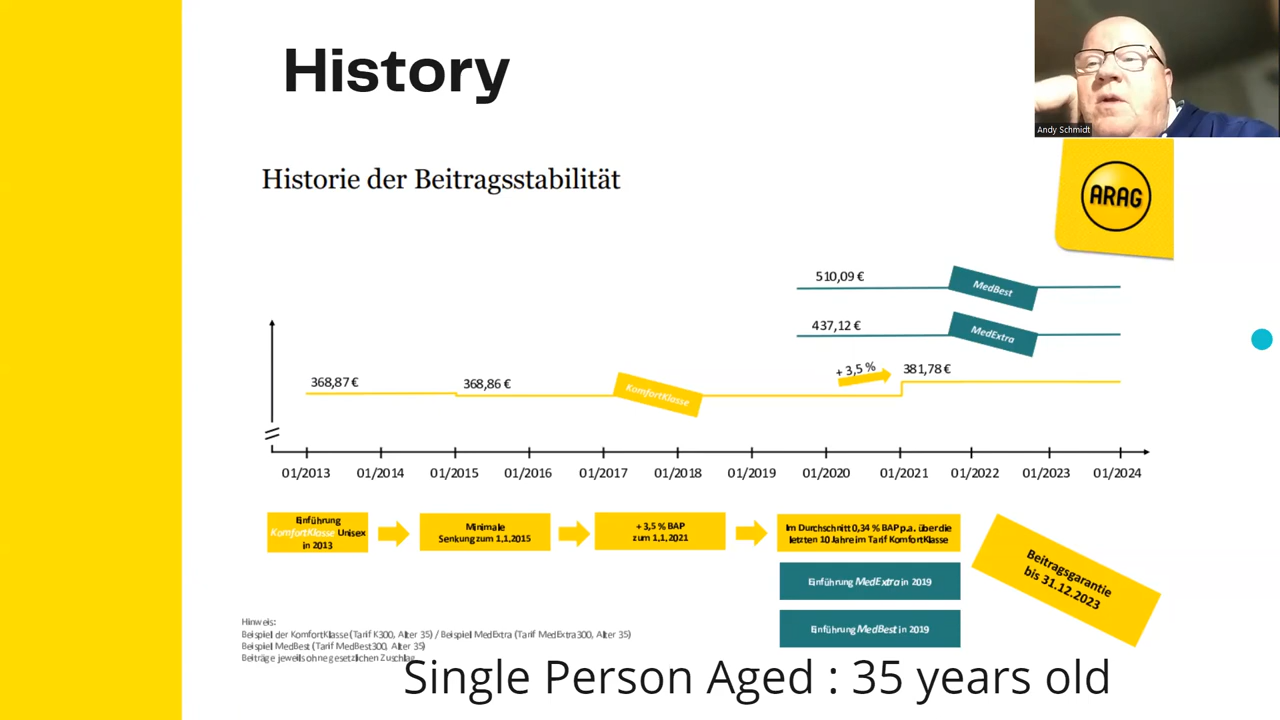 History
Andy Schmidt
Historie der Beitragsstabilität
ARAG
510,09 €
MedBest
437,12 €
MedExtra
+ 3,5 %
381,78 €
368,87 €
368,86 €
KomfortKlasse
01/2013 01/2014 01/2015 01/2016 01/2017 01/2018 01/2019 01/2020 01/2021 01/2022 01/2023 01/2024
Einführung
KomfortKlasse Unisex
in 2013
Minimale
Senkung zum 1.1.2015
+ 3,5 % BAP
zum 1.1.2021
Im Durchschnitt 0,34 % BAP p.a. über die
letzten 10 Jahre im Tarif KomfortKlasse
Einführung MedExtra in 2019
Einführung MedBest in 2019
Beitragsgarantie
bis 31.12.2023
Hinweis:
Beispiel der KomfortKlasse (Tarif K300, Alter 35) / Beispiel MedExtra (Tarif MedExtra300, Alter 35)
Beispiel MedBest (Tarif MedBest300, Alter 35)
Beiträge jeweils ohne gesetzlichen Zuschlag
Single Person Aged : 35 years old